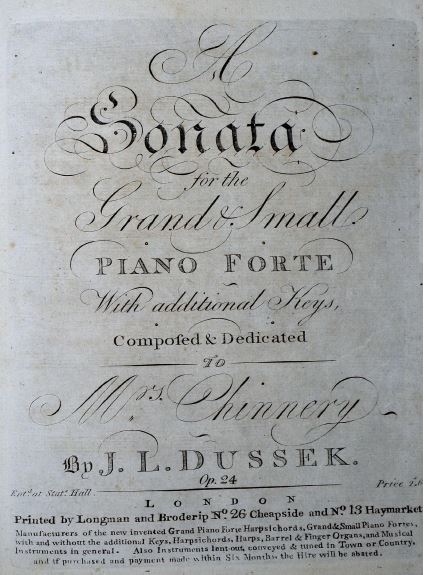 A
Sonata
for the
Grand & Small
PIANO FORTE
With additional Keys,
Compoſed & Dedicated
TO
Mrs. Chinnery
By J. L. DUSSEK.
Op. 24
Ent.d at Stat.s Hall. Price
LONDON
Printed by Longman and Broderip No. 26 Cheapside and No. 13 Haymarket
Manufacturers of the new invented Grand Piano Forte Harpsichords, Grand & Small Piano Fortes,
with and without the additional Keys, Harpsichords, Harps, Barrel & Finger Organs, and Musical
Instruments in general. Also Instruments lent out, conveyed & tuned in Town or Country,
and if purchased and payment made within Six Months the Hire will be abated.